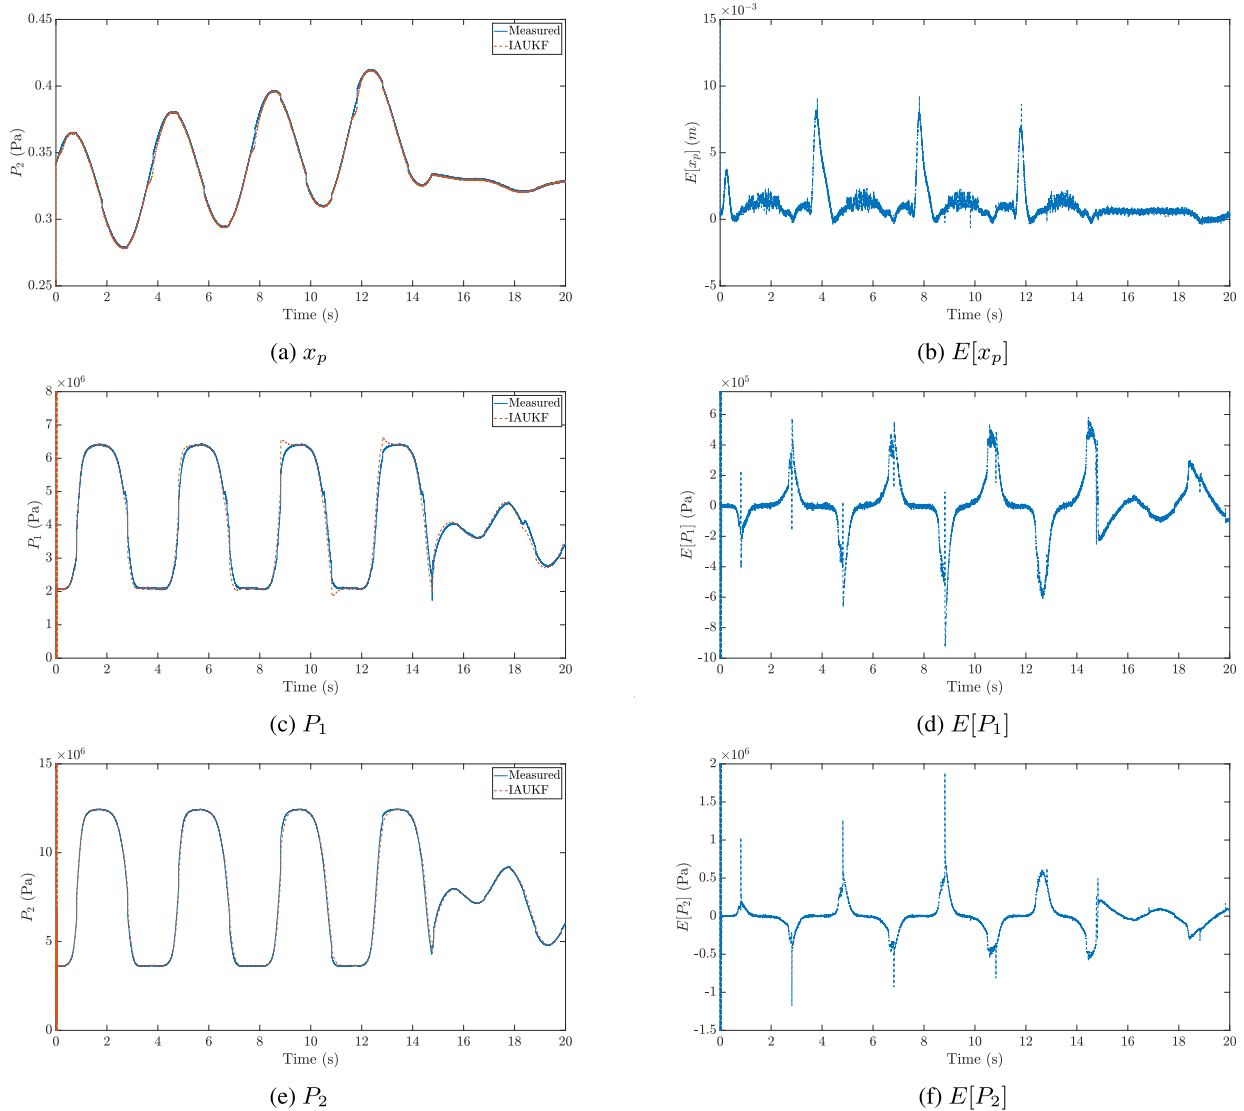 0.45
0.4
0.35
0.3
0.25
P₂ (Pa)
Measured
IAUKF
0 2 4 6 8 10 12 14 16 18 20
Time (s)
(a) xₚ
×10⁻³
15
10
5
0
-5
E[xₚ] (m)
0 2 4 6 8 10 12 14 16 18 20
Time (s)
(b) E[xₚ]
×10⁶
8
7
6
5
4
3
2
1
0
P₁ (Pa)
Measured
IAUKF
0 2 4 6 8 10 12 14 16 18 20
Time (s)
(c) P₁
×10⁵
6
4
2
0
-2
-4
-6
-8
-10
E[P₁] (Pa)
0 2 4 6 8 10 12 14 16 18 20
Time (s)
(d) E[P₁]
×10⁶
15
10
5
0
P₂ (Pa)
Measured
IAUKF
0 2 4 6 8 10 12 14 16 18 20
Time (s)
(e) P₂
×10⁶
2
1.5
1
0.5
0
-0.5
-1
-1.5
E[P₂] (Pa)
0 2 4 6 8 10 12 14 16 18 20
Time (s)
(f) E[P₂]